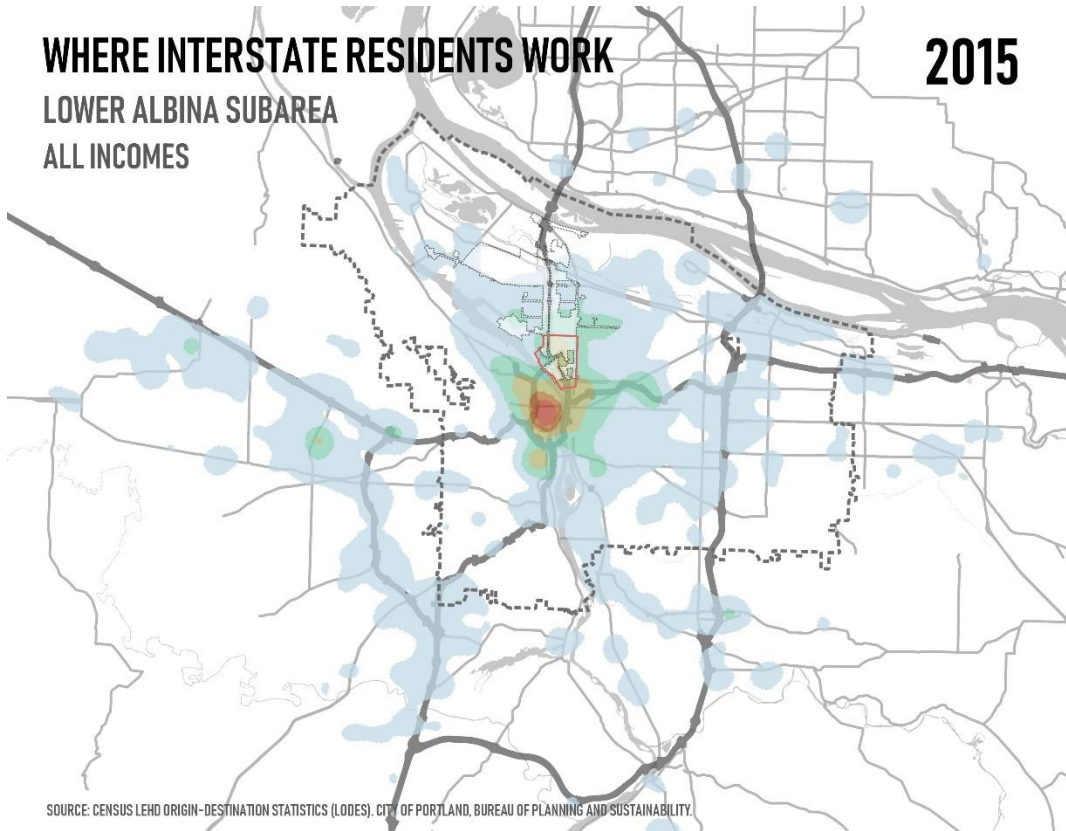 WHERE INTERSTATE RESIDENTS WORK
2015
LOWER ALBINA SUBAREA
ALL INCOMES
SOURCE: CENSUS LEHD ORIGIN-DESTINATION STATISTICS (LODES). CITY OF PORTLAND, BUREAU OF PLANNING AND SUSTAINABILITY.